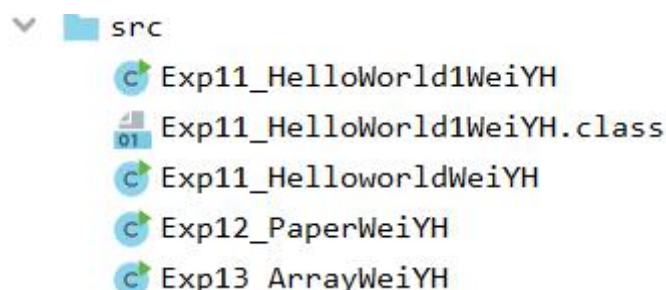 src
Exp11_HelloWorld1WeiYH
Exp11_HelloWorld1WeiYH.class
Exp11_HelloworldWeiYH
Exp12_PaperWeiYH
Exp13_ArrayWeiYH